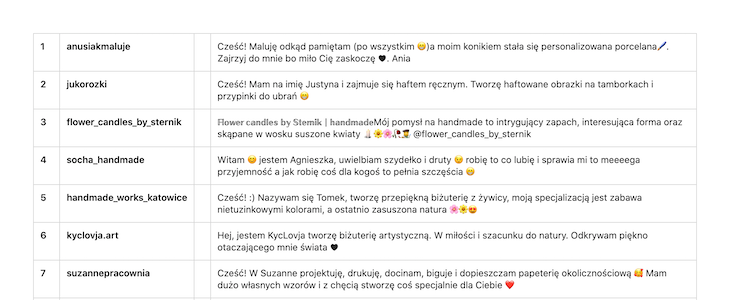 1 anusiakmaluje Cześć! Maluję odkąd pamiętam (po wszystkim 😁)a moim konikiem stała się personalizowana porcelana🖊️.
Zajrzyj do mnie bo miło Cię zaskoczę 🖤. Ania
2 jukorozki Cześć! Mam na imię Justyna i zajmuje się haftem ręcznym. Tworzę haftowane obrazki na tamborkach i
przypinki do ubrań 😁
3 flower_candles_by_sternik 𝔽𝕝𝕠𝕨𝕖𝕣 𝕔𝕒𝕟𝕕𝕝𝕖𝕤 𝕓𝕪 𝕊𝕥𝕖𝕣𝕟𝕚𝕜 | 𝕙𝕒𝕟𝕕𝕞𝕒𝕕𝕖Mój pomysł na handmade to intrygujący zapach, interesująca forma oraz
skąpane w wosku suszone kwiaty 🕯️🌻🌸💐🥀🌼 @flower_candles_by_sternik
4 socha_handmade Witam 😊 jestem Agnieszka, uwielbiam szydełko i druty 😉 robię to co lubię i sprawia mi to meeeega
przyjemność a jak robię coś dla kogoś to pełnia szczęścia 😁
5 handmade_works_katowice Cześć! :) Nazywam się Tomek, tworzę przepiękną biżuterię z żywicy, moją specjalizacją jest zabawa
nietuzinkowymi kolorami, a ostatnio zasuszona natura 🌸🌻😍
6 kyclovja.art Hej, jestem KycLovja tworzę biżuterię artystyczną. W miłości i szacunku do natury. Odkrywam piękno
otaczającego mnie świata 🖤
7 suzannepracownia Cześć! W Suzanne projektuję, drukuję, docinam, biguje i dopieszczam papeterię okolicznościową 🥰 Mam
dużo własnych wzorów i z chęcią stworzę coś specjalnie dla Ciebie ❤️